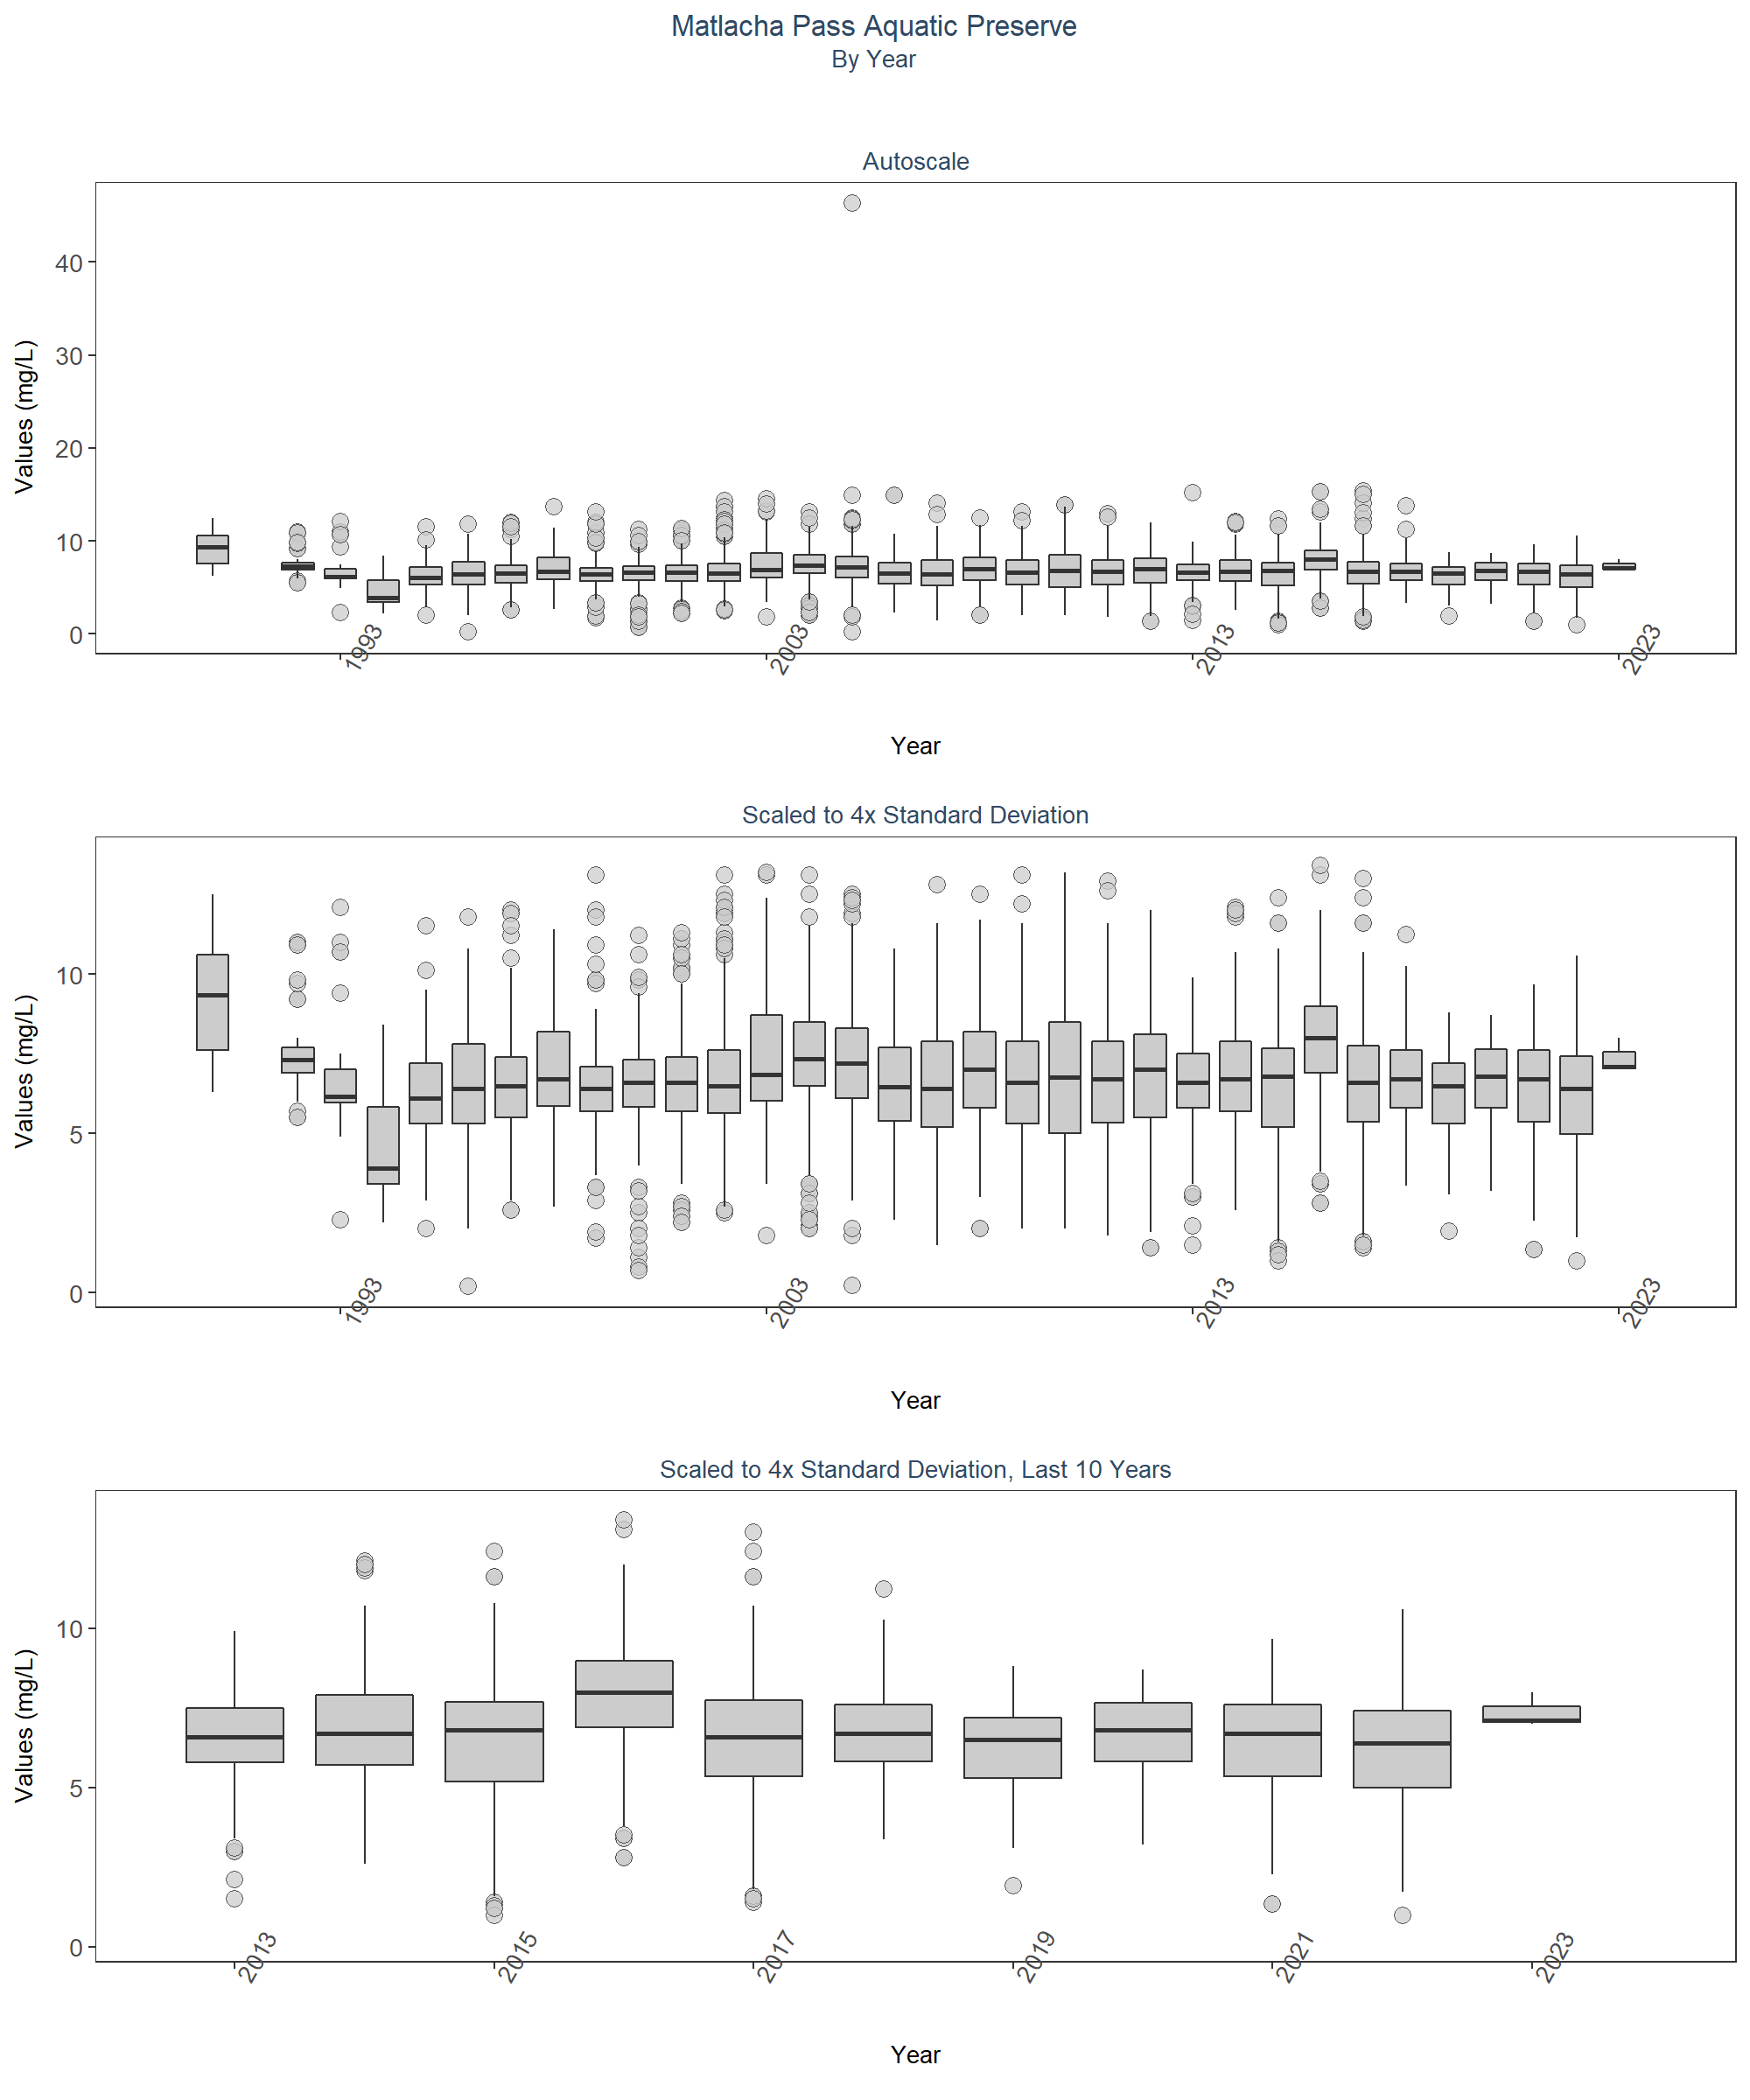 Matlacha Pass Aquatic Preserve
By Year
Autoscale
Values (mg/L)
40
30
20
10
0
1993
2003
2013
2023
Year
Scaled to 4x Standard Deviation
Values (mg/L)
10
5
0
1993
2003
2013
2023
Year
Scaled to 4x Standard Deviation, Last 10 Years
Values (mg/L)
10
5
0
2013
2015
2017
2019
2021
2023
Year